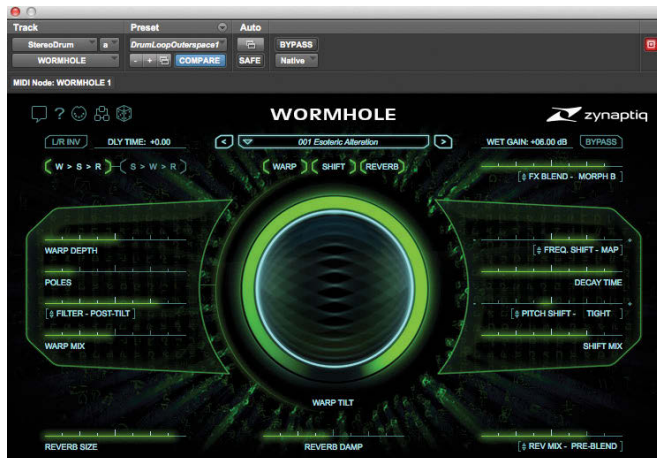 Track Preset Auto
StereoDrum a DrumLoopOuterspace1 BYPASS
WORMHOLE - + COMPARE SAFE Native
MIDI Node: WORMHOLE 1
? WORMHOLE zynaptiq
L/R INV DLY TIME: +0.00 < 001 Esoteric Alteration > WET GAIN: +06.00 dB BYPASS
W > S > R S > W > R WARP SHIFT REVERB FX BLEND - MORPH B
WARP DEPTH - FREQ. SHIFT - MAP +
POLES DECAY TIME
FILTER - POST-TILT - PITCH SHIFT - TIGHT +
WARP MIX SHIFT MIX
WARP TILT
REVERB SIZE REVERB DAMP REV MIX - PRE-BLEND